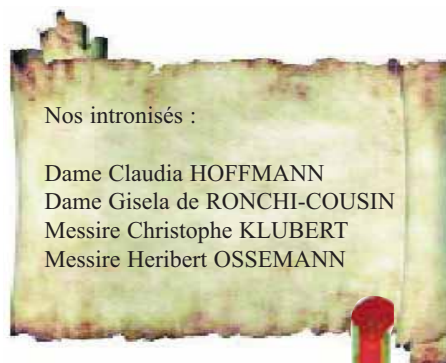 Nos intronisés :
Dame Claudia HOFFMANN
Dame Gisela de RONCHI-COUSIN
Messire Christophe KLUBERT
Messire Heribert OSSEMANN